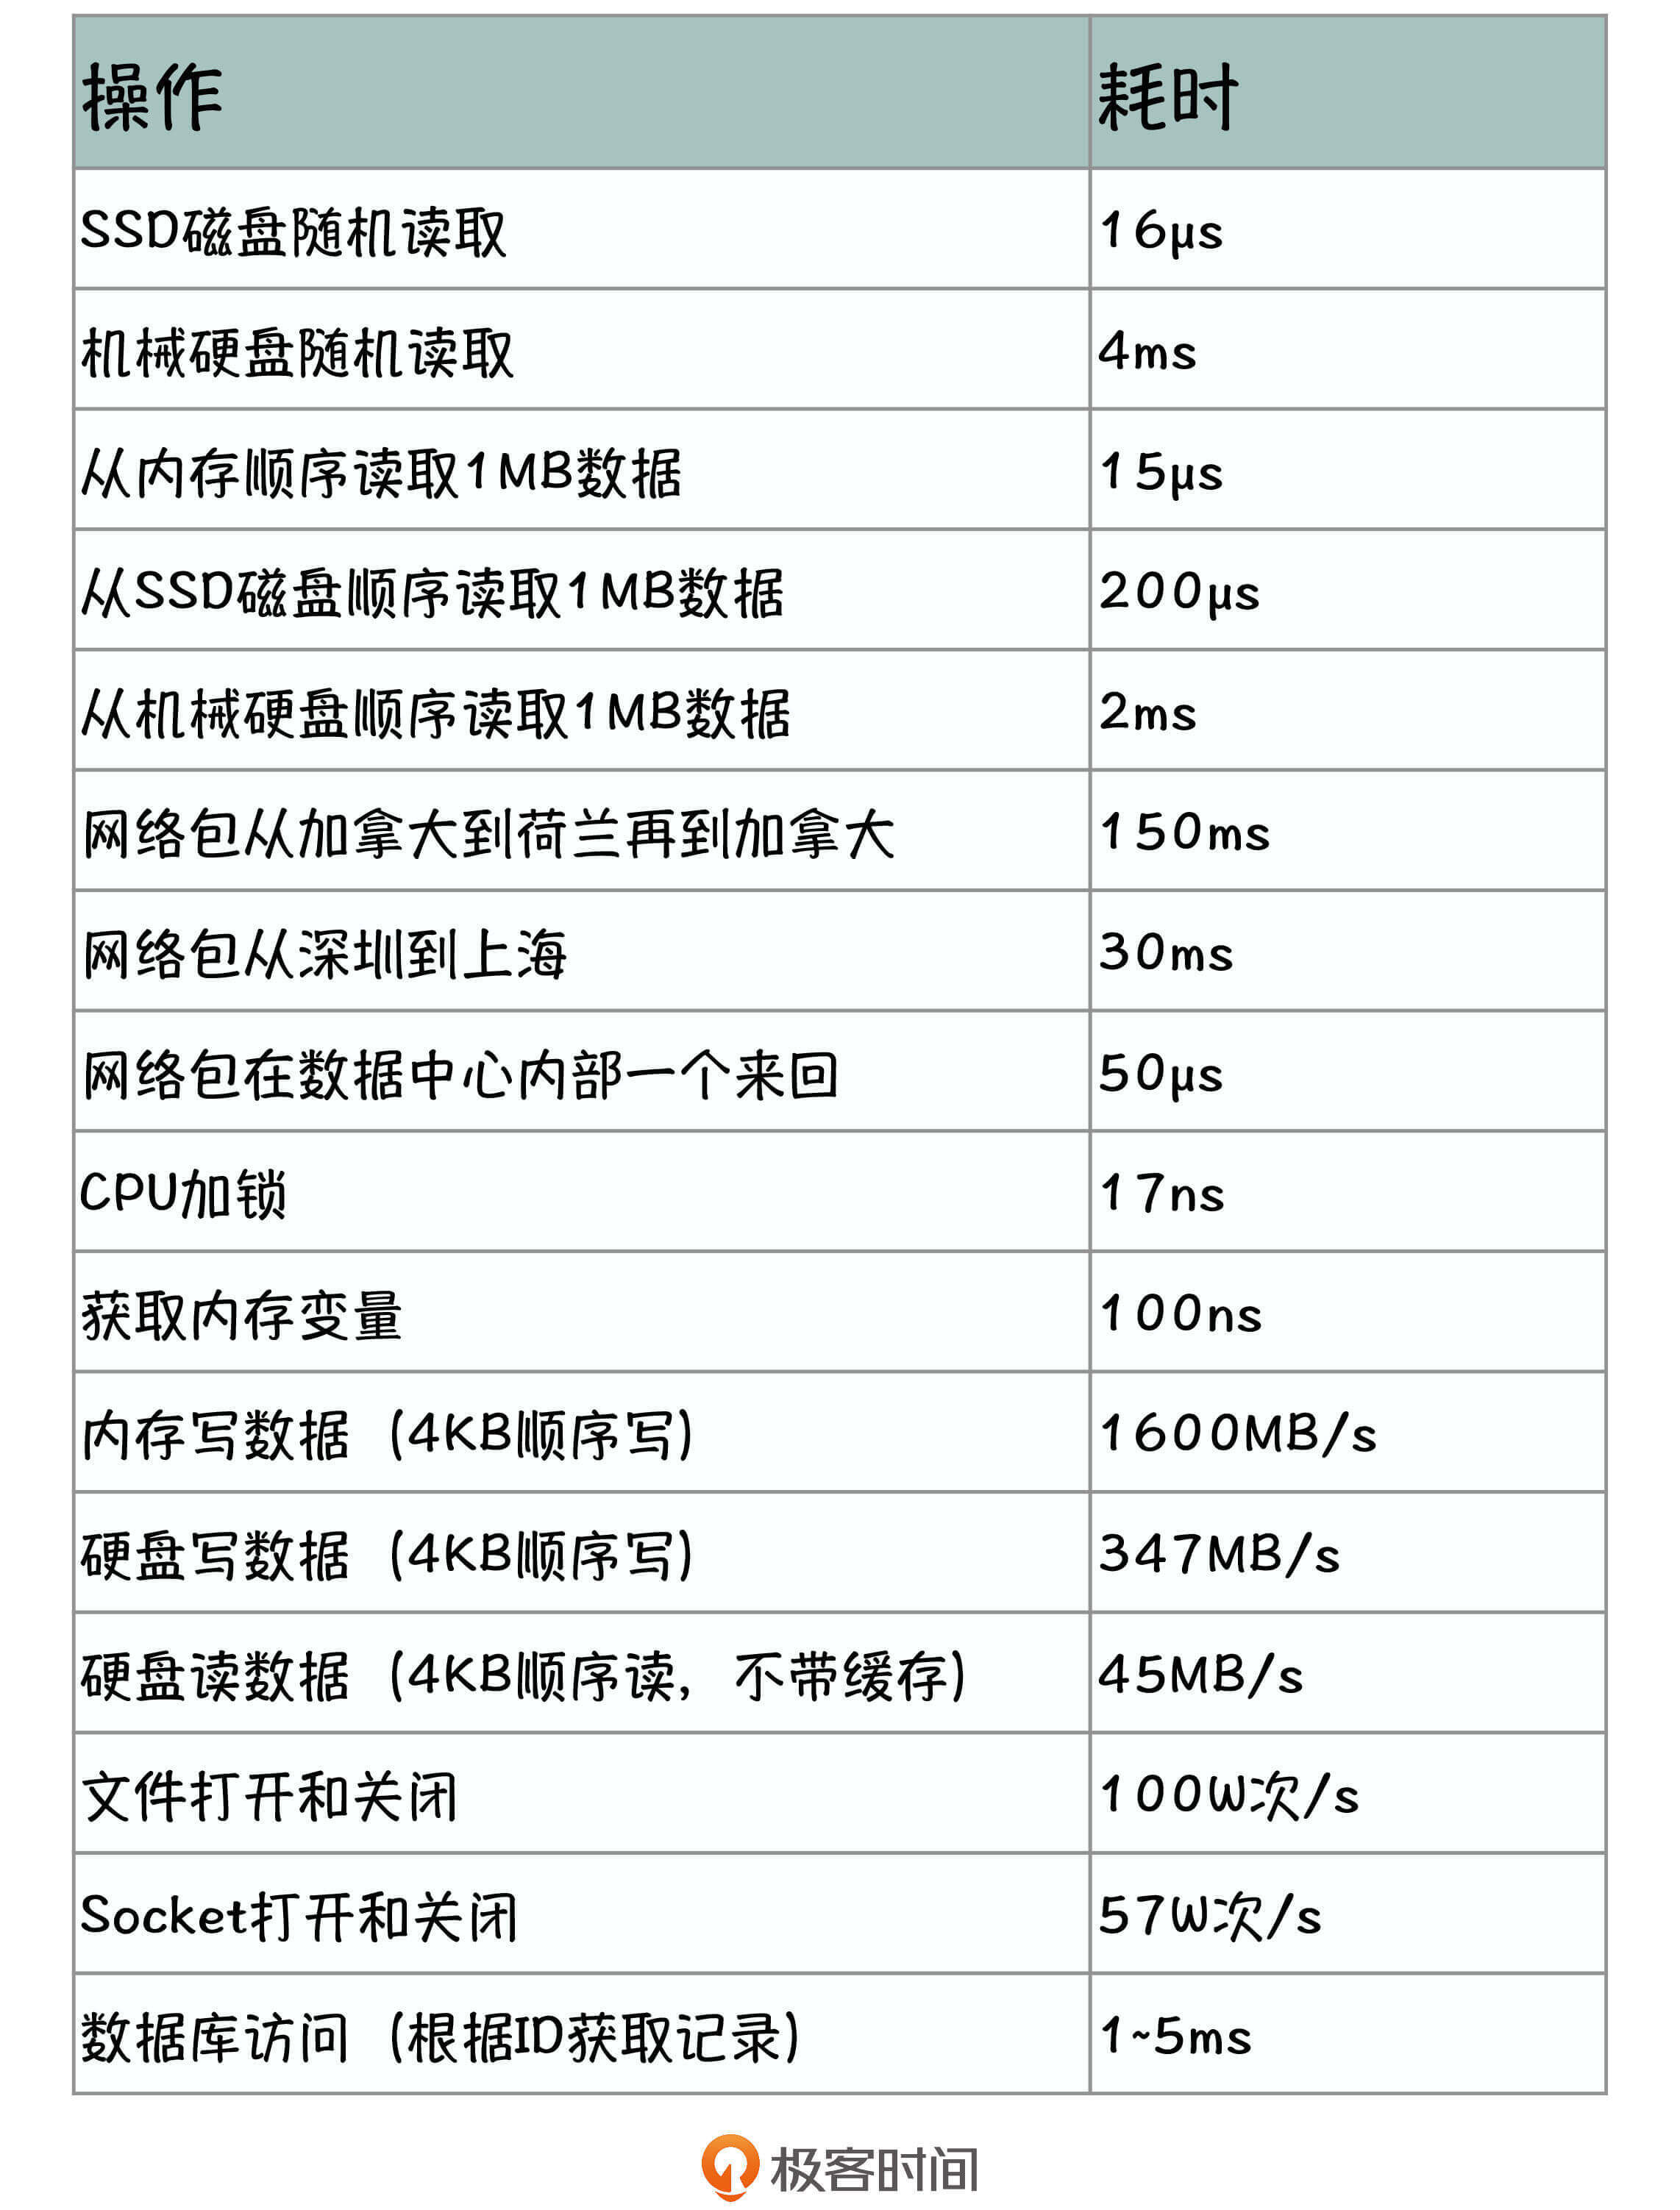 操作 耗时
SSD磁盘随机读取 16μs
机械硬盘随机读取 4ms
从内存顺序读取1MB数据 15μs
从SSD磁盘顺序读取1MB数据 200μs
从机械硬盘顺序读取1MB数据 2ms
网络包从加拿大到荷兰再到加拿大 150ms
网络包从深圳到上海 30ms
网络包在数据中心内部一个来回 50μs
CPU加锁 17ns
获取内存变量 100ns
内存写数据（4KB顺序写） 1600MB/s
硬盘写数据（4KB顺序写） 347MB/s
硬盘读数据（4KB顺序读，不带缓存） 45MB/s
文件打开和关闭 100W次/s
Socket打开和关闭 57W次/s
数据库访问（根据ID获取记录） 1~5ms
极客时间